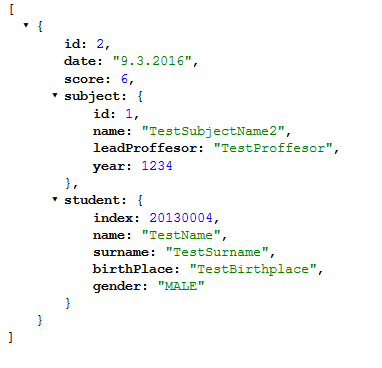 [
{
id: 2,
date: "9.3.2016",
score: 6,
subject: {
id: 1,
name: "TestSubjectName2",
leadProffesor: "TestProffesor",
year: 1234
},
student: {
index: 20130004,
name: "TestName",
surname: "TestSurname",
birthPlace: "TestBirthplace",
gender: "MALE"
}
}
]